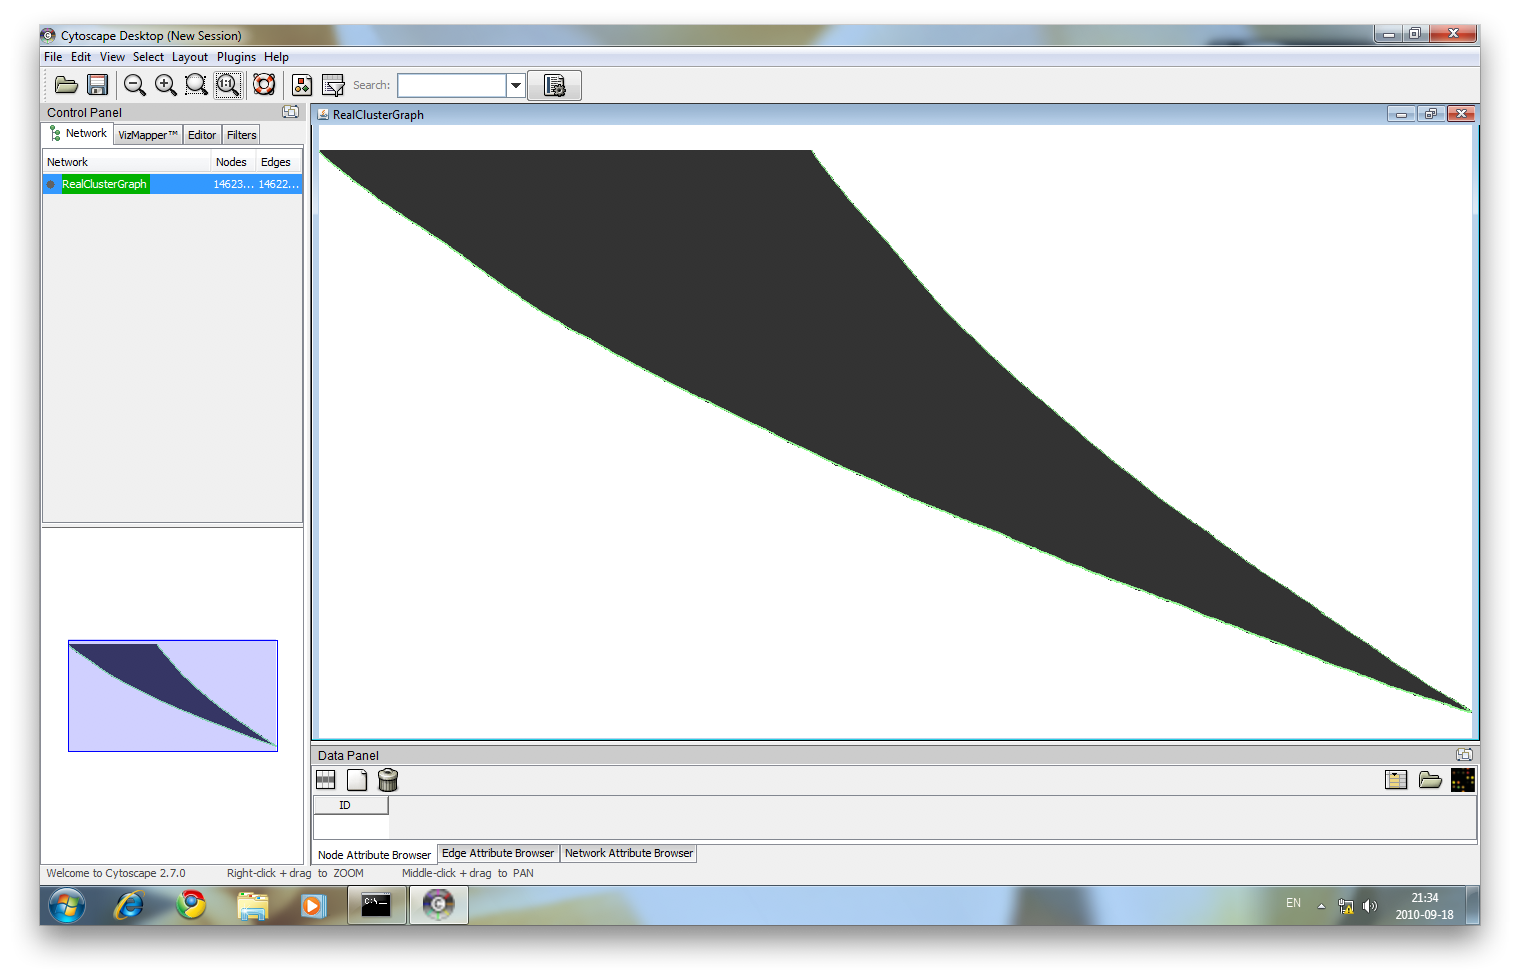 Cytoscape Desktop (New Session)
File Edit View Select Layout Plugins Help
1:1
Search:
Control Panel
Network VizMapper™ Editor Filters
Network Nodes Edges
RealClusterGraph 14623... 14622...
RealClusterGraph
Data Panel
ID
Node Attribute Browser Edge Attribute Browser Network Attribute Browser
Welcome to Cytoscape 2.7.0 Right-click + drag to ZOOM Middle-click + drag to PAN
C:\
EN
21:34
2010-09-18